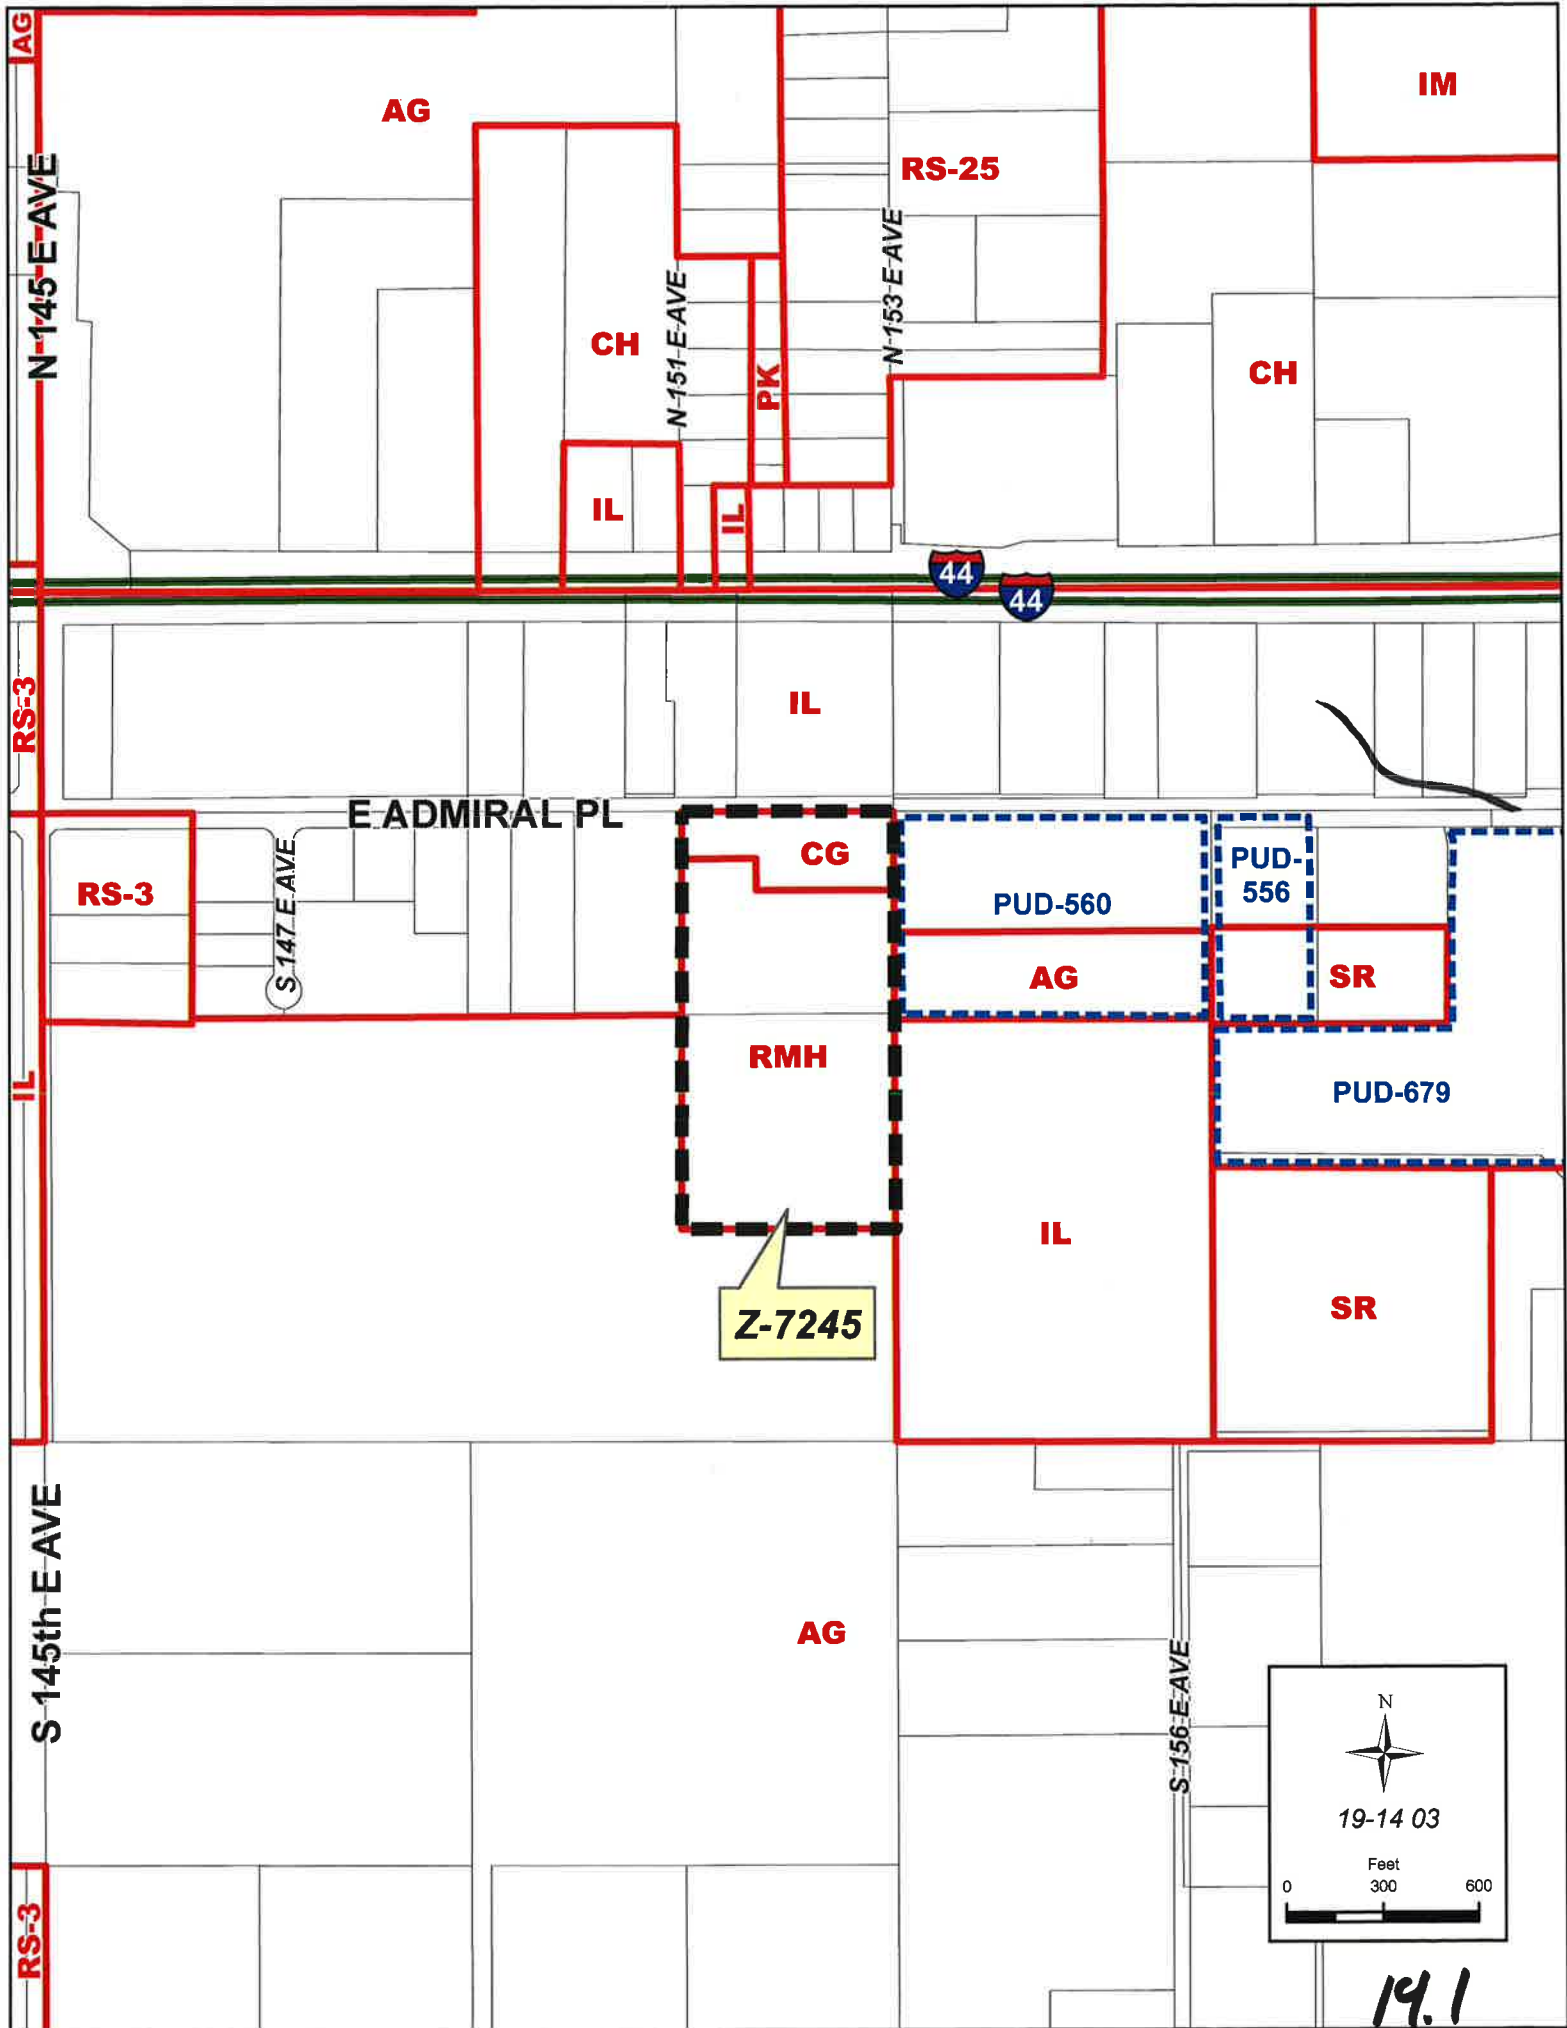 AG
AG
IM
RS-25
N 145 E AVE
N 151 E AVE
N 153 E AVE
CH
PK
CH
IL
IL
44
44
RS-3
IL
E ADMIRAL PL
CG
PUD-
556
RS-3
S 147 E AVE
PUD-560
AG
SR
IL
RMH
PUD-679
IL
SR
Z-7245
S 145th E AVE
AG
S 156 E AVE
N
19-14 03
Feet
0 300 600
RS-3
19.1